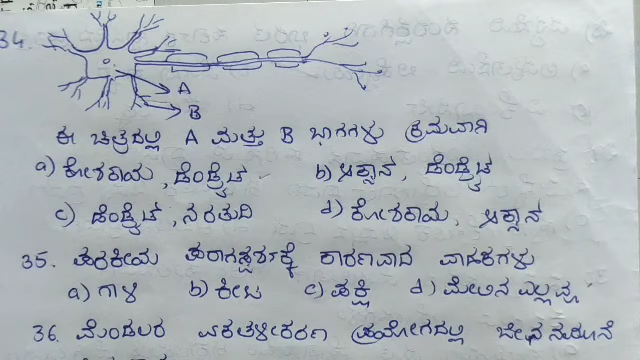 34.
A
B
ಈ ಚಿತ್ರದಲ್ಲಿ A ಮತ್ತು B ಭಾಗಗಳು ಕ್ರಮವಾಗಿ
a) ಕೋಶಕಾಯ, ಡೆಂಡ್ರೈಟ್ b) ಆಕ್ಸಾನ, ಡೆಂಡ್ರೈಟ್
c) ಡೆಂಡ್ರೈಟ್, ನರತುದಿ d) ಕೋಶಕಾಯ, ಆಕ್ಸಾನ
35. ಪರಕೀಯ ಪರಾಗಸ್ಪರ್ಶಕ್ಕೆ ಕಾರಣವಾದ ವಾಹಕಗಳು
a) ಗಾಳಿ b) ಕೀಟ c) ಪಕ್ಷಿ d) ಮೇಲಿನ ಎಲ್ಲವೂ
36. ಮೆಂಡಲರ ಏಕತಳೀಕರಣ ಪ್ರಯೋಗದಲ್ಲಿ